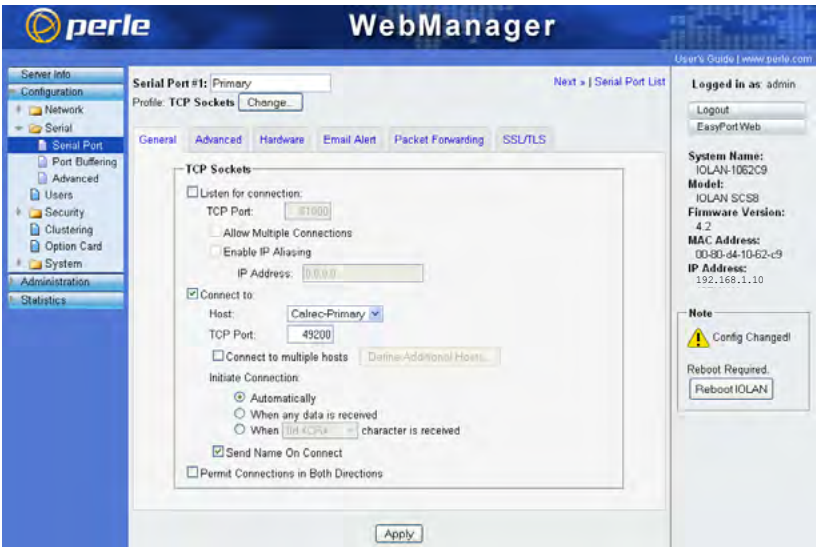 perle
WebManager
User's Guide | www.perle.com
Server Info
Configuration
Network
Serial
Serial Port
Port Buffering
Advanced
Users
Security
Clustering
Option Card
System
Administration
Statistics
Serial Port #1: Primary
Next » | Serial Port List
Profile: TCP Sockets Change...
General Advanced Hardware Email Alert Packet Forwarding SSL/TLS
TCP Sockets
Listen for connection:
TCP Port:
Allow Multiple Connections
Enable IP Aliasing
IP Address: 0.0.0.0
Connect to:
Host: Calrec-Primary
TCP Port: 49200
Connect to multiple hosts Define Additional Hosts...
Initiate Connection:
Automatically
When any data is received
When character is received
Send Name On Connect
Permit Connections in Both Directions
Apply
Logged in as: admin
Logout
EasyPort Web
System Name:
IOLAN-1062C9
Model:
IOLAN SCS8
Firmware Version:
4.2
MAC Address:
00-80-d4-10-62-c9
IP Address:
192.168.1.10
Note
Config Changed!
Reboot Required.
Reboot IOLAN